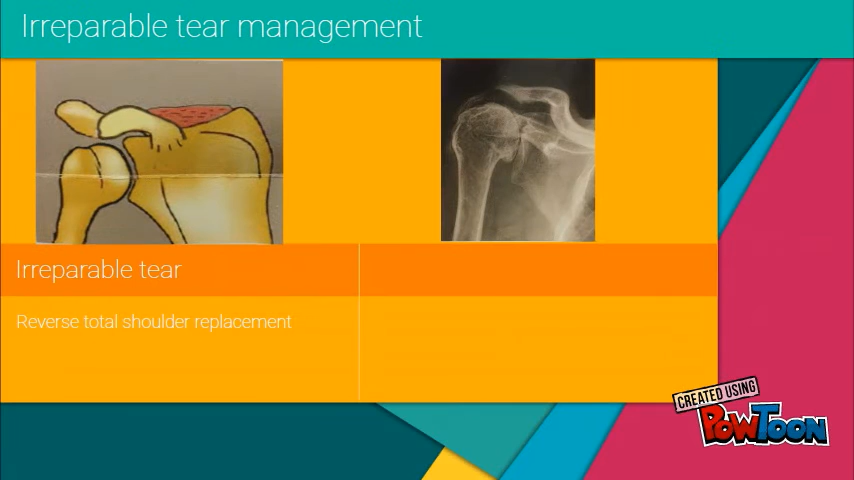 Irreparable tear management
Irreparable tear
Reverse total shoulder replacement
CREATED USING
POWTOON